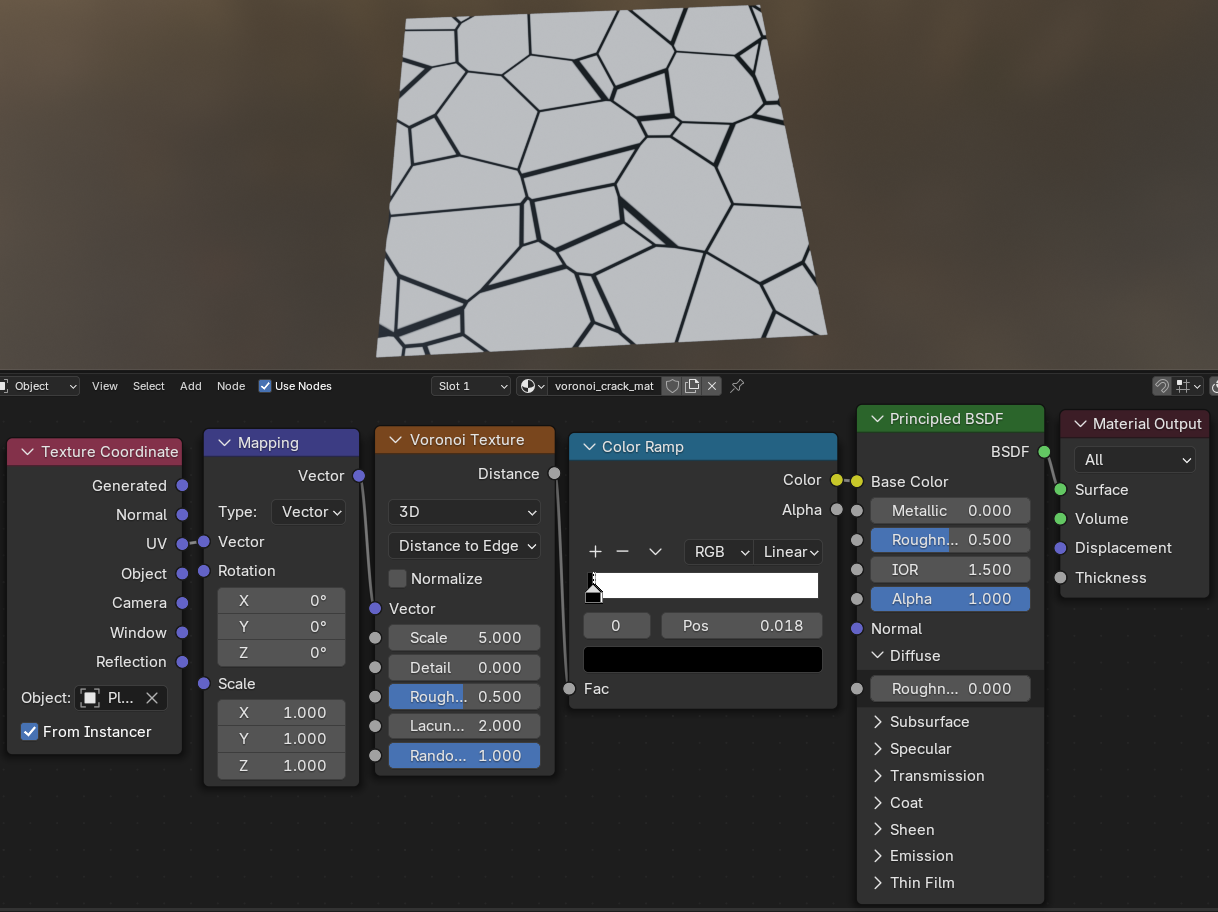 Object View Select Add Node Use Nodes Slot 1 voronoi_crack_mat
Texture Coordinate
Generated
Normal
UV
Object
Camera
Window
Reflection
Object: Pl...
From Instancer
Mapping
Vector
Type: Vector
Vector
Rotation
X 0°
Y 0°
Z 0°
Scale
X 1.000
Y 1.000
Z 1.000
Voronoi Texture
Distance
3D
Distance to Edge
Normalize
Vector
Scale 5.000
Detail 0.000
Rough... 0.500
Lacun... 2.000
Rando... 1.000
Color Ramp
Color
Alpha
RGB Linear
0 Pos 0.018
Fac
Principled BSDF
BSDF
Base Color
Metallic 0.000
Roughn... 0.500
IOR 1.500
Alpha 1.000
Normal
Diffuse
Roughn... 0.000
Subsurface
Specular
Transmission
Coat
Sheen
Emission
Thin Film
Material Output
All
Surface
Volume
Displacement
Thickness